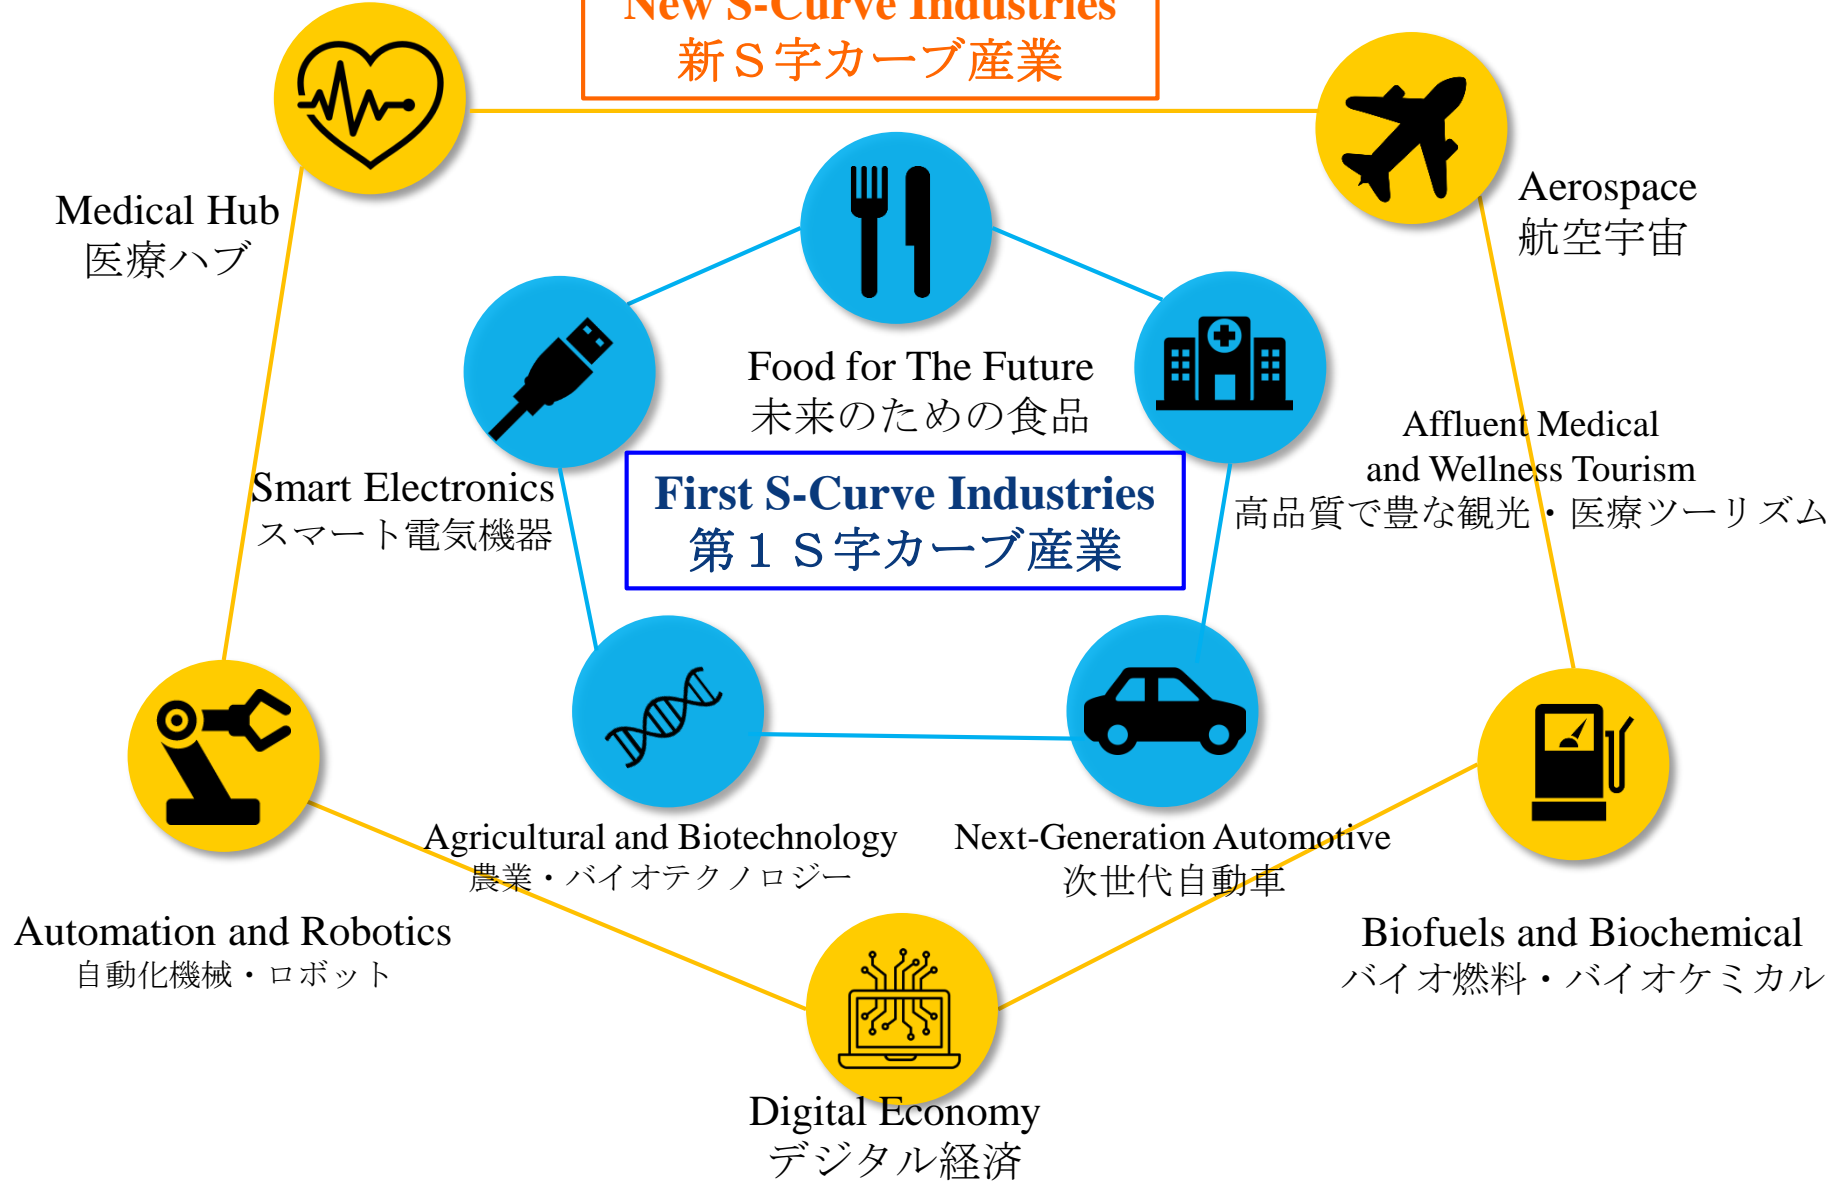 New S-Curve Industries
新Ｓ字カーブ産業
Medical Hub
医療ハブ
Aerospace
航空宇宙
Food for The Future
未来のための食品
Affluent Medical
and Wellness Tourism
高品質で豊な観光・医療ツーリズム
Smart Electronics
スマート電気機器
First S-Curve Industries
第１Ｓ字カーブ産業
Agricultural and Biotechnology
農業・バイオテクノロジー
Next-Generation Automotive
次世代自動車
Automation and Robotics
自動化機械・ロボット
Biofuels and Biochemical
バイオ燃料・バイオケミカル
Digital Economy
デジタル経済